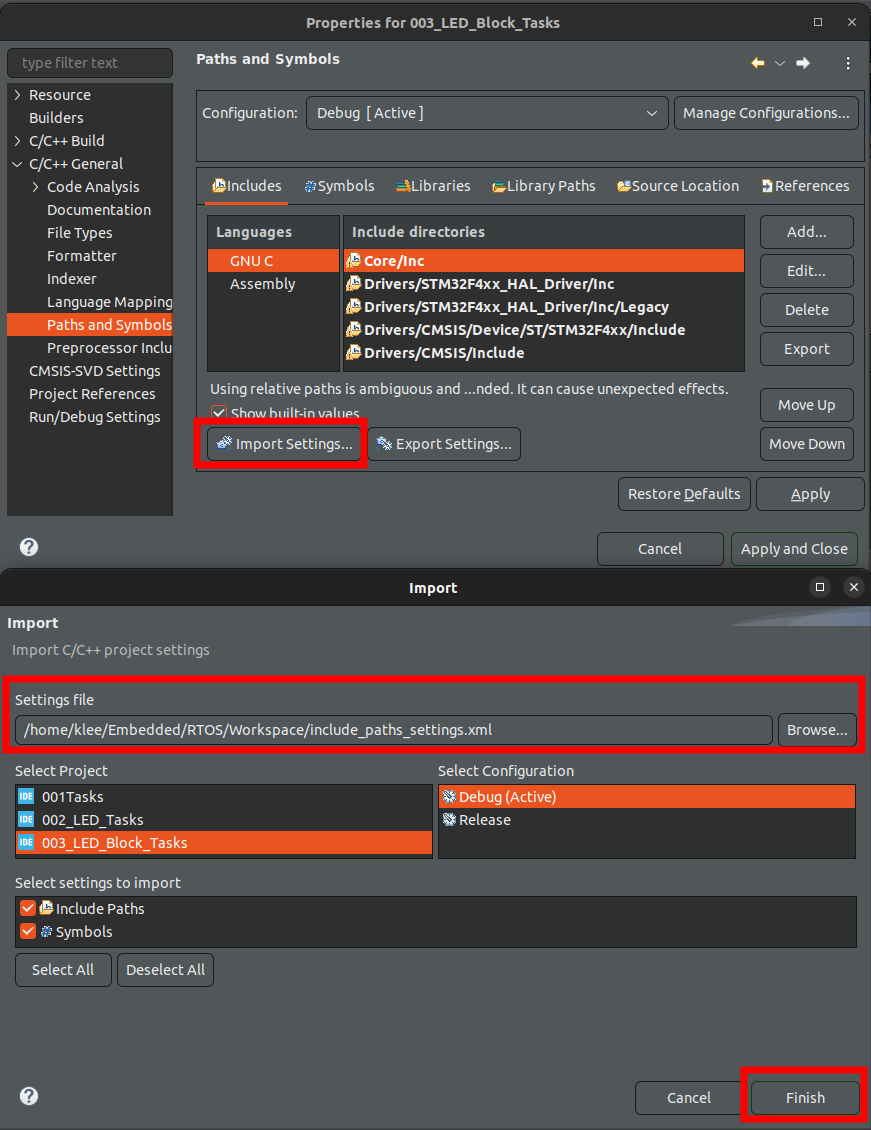 Properties for 003_LED_Block_Tasks
type filter text
Resource
Builders
C/C++ Build
C/C++ General
Code Analysis
Documentation
File Types
Formatter
Indexer
Language Mapping
Paths and Symbols
Preprocessor Inclu
CMSIS-SVD Settings
Project References
Run/Debug Settings
Paths and Symbols
Configuration: Debug [ Active ] Manage Configurations...
Includes Symbols Libraries Library Paths Source Location References
Languages
GNU C
Assembly
Include directories
Core/Inc
Drivers/STM32F4xx_HAL_Driver/Inc
Drivers/STM32F4xx_HAL_Driver/Inc/Legacy
Drivers/CMSIS/Device/ST/STM32F4xx/Include
Drivers/CMSIS/Include
Add...
Edit...
Delete
Export
Move Up
Move Down
Using relative paths is ambiguous and ...nded. It can cause unexpected effects.
Show built-in values
Import Settings... Export Settings...
Restore Defaults Apply
Cancel Apply and Close
Import
Import
Import C/C++ project settings
Settings file
/home/klee/Embedded/RTOS/Workspace/include_paths_settings.xml Browse...
Select Project
IDE 001Tasks
IDE 002_LED_Tasks
IDE 003_LED_Block_Tasks
Select Configuration
Debug (Active)
Release
Select settings to import
Include Paths
Symbols
Select All Deselect All
Cancel Finish